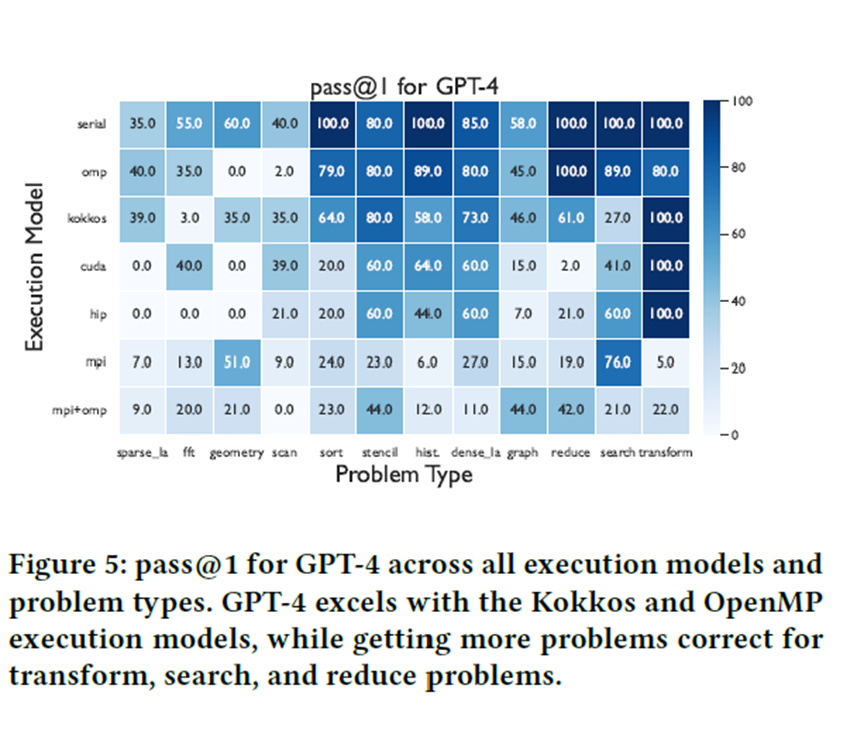 pass@1 for GPT-4
Execution Model
serial 35.0 55.0 60.0 40.0 100.0 80.0 100.0 85.0 58.0 100.0 100.0 100.0
omp 40.0 35.0 0.0 2.0 79.0 80.0 89.0 80.0 45.0 100.0 89.0 80.0
kokkos 39.0 3.0 35.0 35.0 64.0 80.0 58.0 73.0 46.0 61.0 27.0 100.0
cuda 0.0 40.0 0.0 39.0 20.0 60.0 64.0 60.0 15.0 2.0 41.0 100.0
hip 0.0 0.0 0.0 21.0 20.0 60.0 44.0 60.0 7.0 21.0 60.0 100.0
mpi 7.0 13.0 51.0 9.0 24.0 23.0 6.0 27.0 15.0 19.0 76.0 5.0
mpi+omp 9.0 20.0 21.0 0.0 23.0 44.0 12.0 11.0 44.0 42.0 21.0 22.0
sparse_la fft geometry scan sort stencil hist. dense_la graph reduce search transform
Problem Type
100
80
60
40
20
0
Figure 5: pass@1 for GPT-4 across all execution models and
problem types. GPT-4 excels with the Kokkos and OpenMP
execution models, while getting more problems correct for
transform, search, and reduce problems.